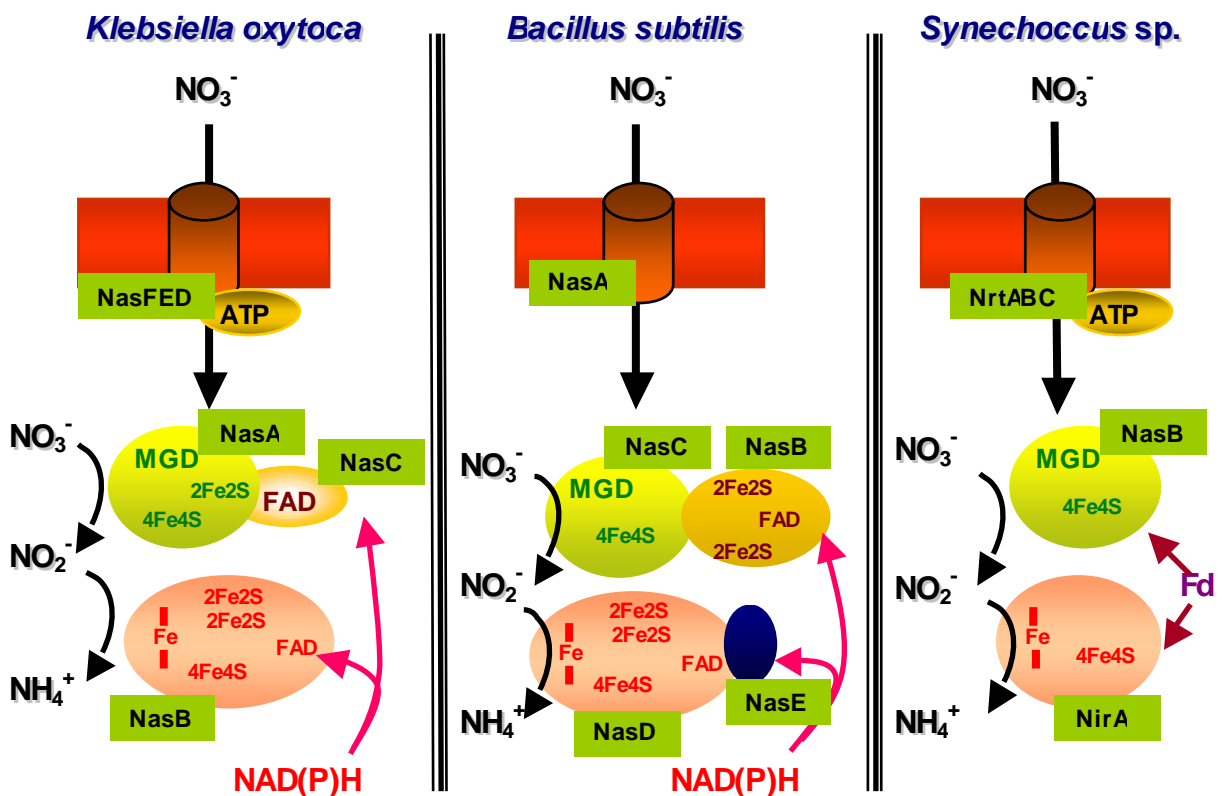 Klebsiella oxytoca
NO₃⁻
NasFED
ATP
NO₃⁻
NasA
NasC
MGD
2Fe2S
FAD
4Fe4S
NO₂⁻
2Fe2S
2Fe2S
Fe
FAD
4Fe4S
NH₄⁺
NasB
NAD(P)H
Bacillus subtilis
NO₃⁻
NasA
NasC
NasB
NO₃⁻
MGD
2Fe2S
FAD
4Fe4S
2Fe2S
NO₂⁻
2Fe2S
2Fe2S
Fe
FAD
4Fe4S
NasE
NH₄⁺
NasD
NAD(P)H
Synechoccus sp.
NO₃⁻
NrtABC
ATP
NasB
NO₃⁻
MGD
4Fe4S
NO₂⁻
Fd
Fe
4Fe4S
NH₄⁺
NirA